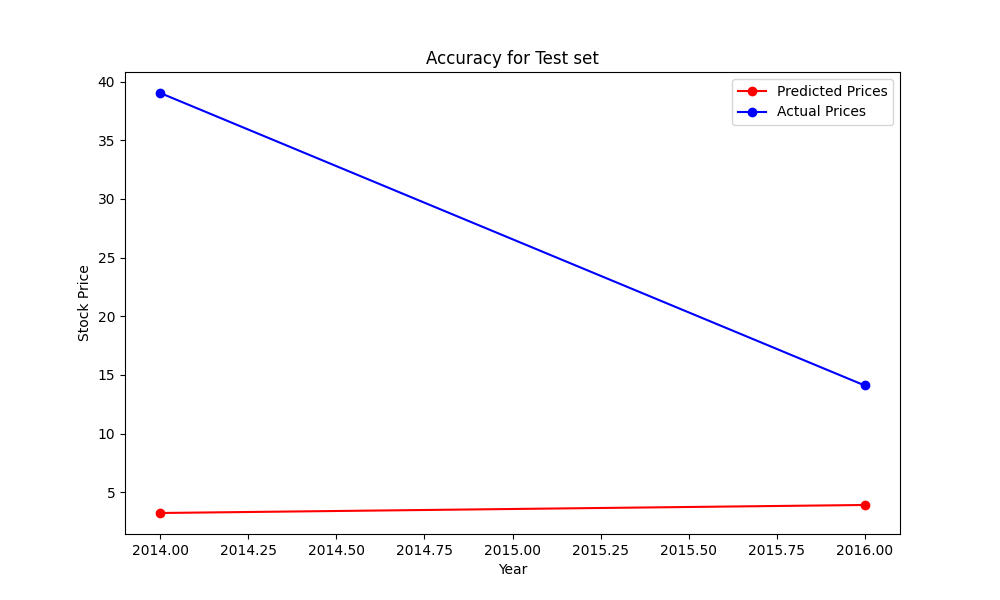 Accuracy for Test set
Predicted Prices
Actual Prices
40
35
30
25
20
15
10
5
Stock Price
2014.00 2014.25 2014.50 2014.75 2015.00 2015.25 2015.50 2015.75 2016.00
Year